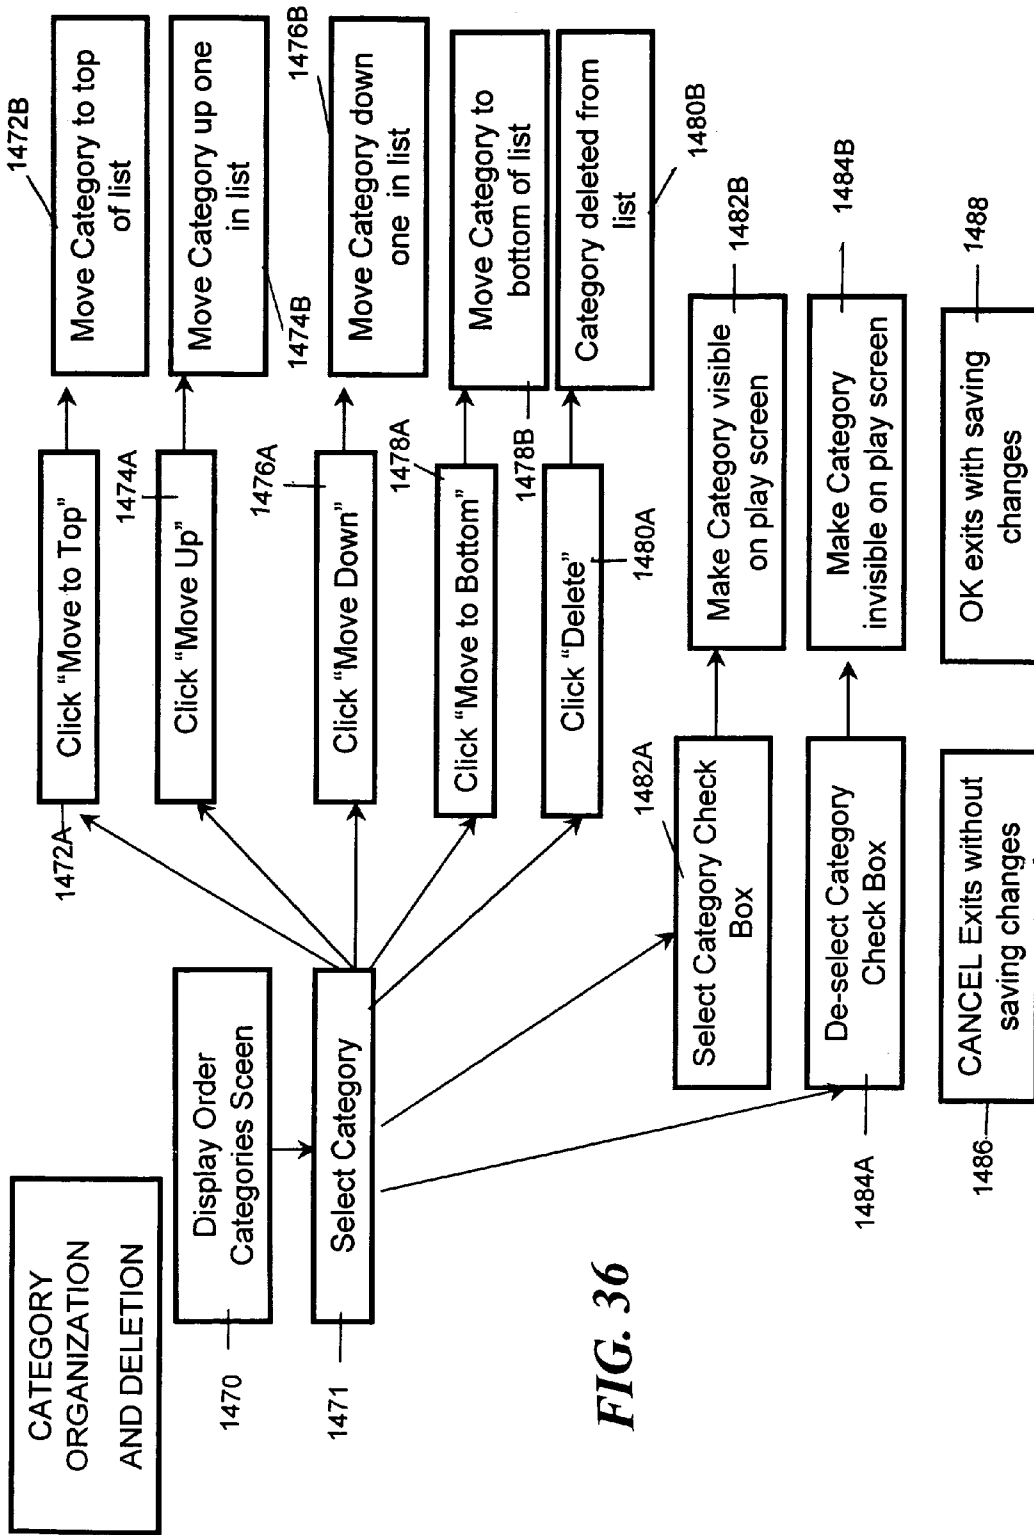 CATEGORY
ORGANIZATION
AND DELETION
1470
Display Order
Categories Sceen
1471
Select Category
1472A
Click “Move to Top”
1472B
Move Category to top
of list
1474A
Click “Move Up”
Move Category up one
in list
1474B
1476A
Click “Move Down”
1476B
Move Category down
one in list
1478A
Click “Move to Bottom”
Move Category to
bottom of list
1478B
Click “Delete”
1480A
Category deleted from
list
1480B
1482A
Select Category Check
Box
Make Category visible
on play screen
1482B
De-select Category
Check Box
1484A
Make Category
invisible on play screen
1484B
CANCEL Exits without
saving changes
1486
OK exits with saving
changes
1488
FIG. 36